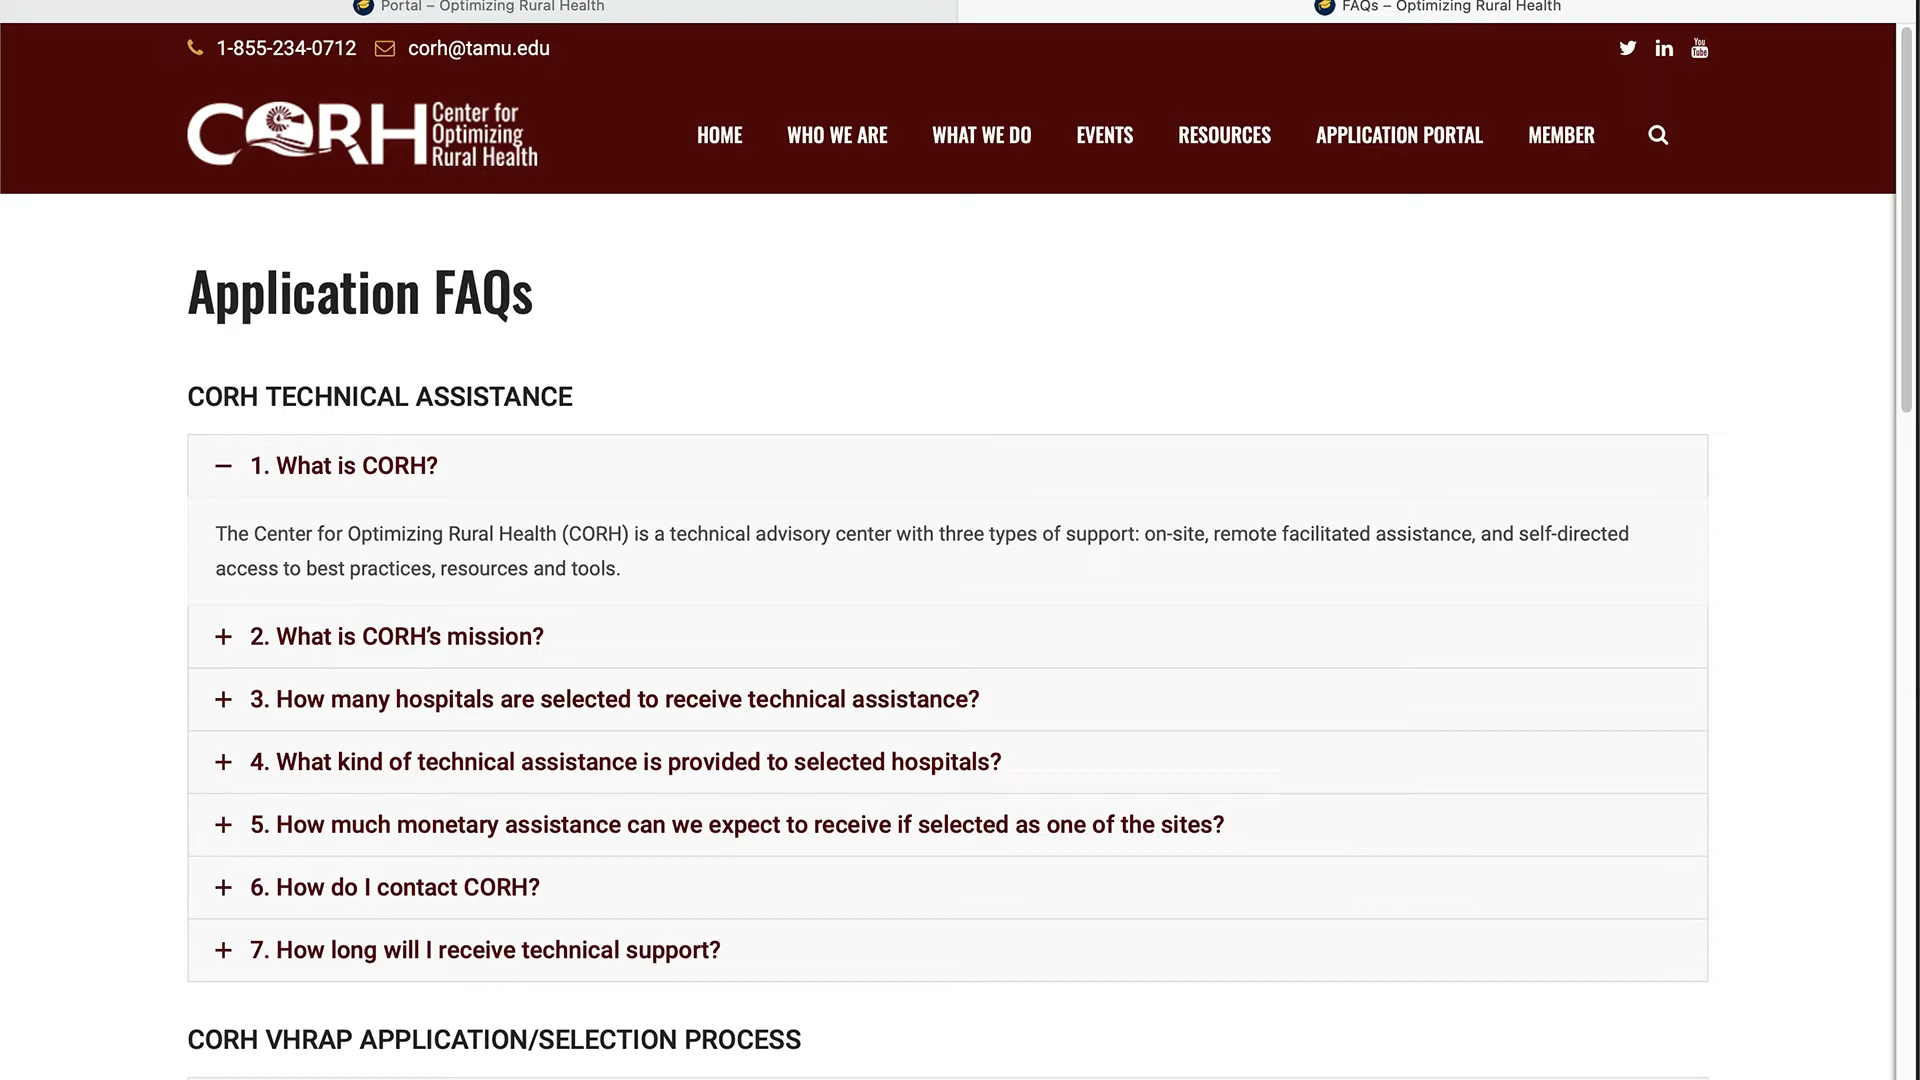 Portal – Optimizing Rural Health
FAQs – Optimizing Rural Health
1-855-234-0712 corh@tamu.edu
You
Tube
CORH
Center for
Optimizing
Rural Health
HOME WHO WE ARE WHAT WE DO EVENTS RESOURCES APPLICATION PORTAL MEMBER
Application FAQs
CORH TECHNICAL ASSISTANCE
– 1. What is CORH?
The Center for Optimizing Rural Health (CORH) is a technical advisory center with three types of support: on-site, remote facilitated assistance, and self-directed
access to best practices, resources and tools.
+ 2. What is CORH’s mission?
+ 3. How many hospitals are selected to receive technical assistance?
+ 4. What kind of technical assistance is provided to selected hospitals?
+ 5. How much monetary assistance can we expect to receive if selected as one of the sites?
+ 6. How do I contact CORH?
+ 7. How long will I receive technical support?
CORH VHRAP APPLICATION/SELECTION PROCESS